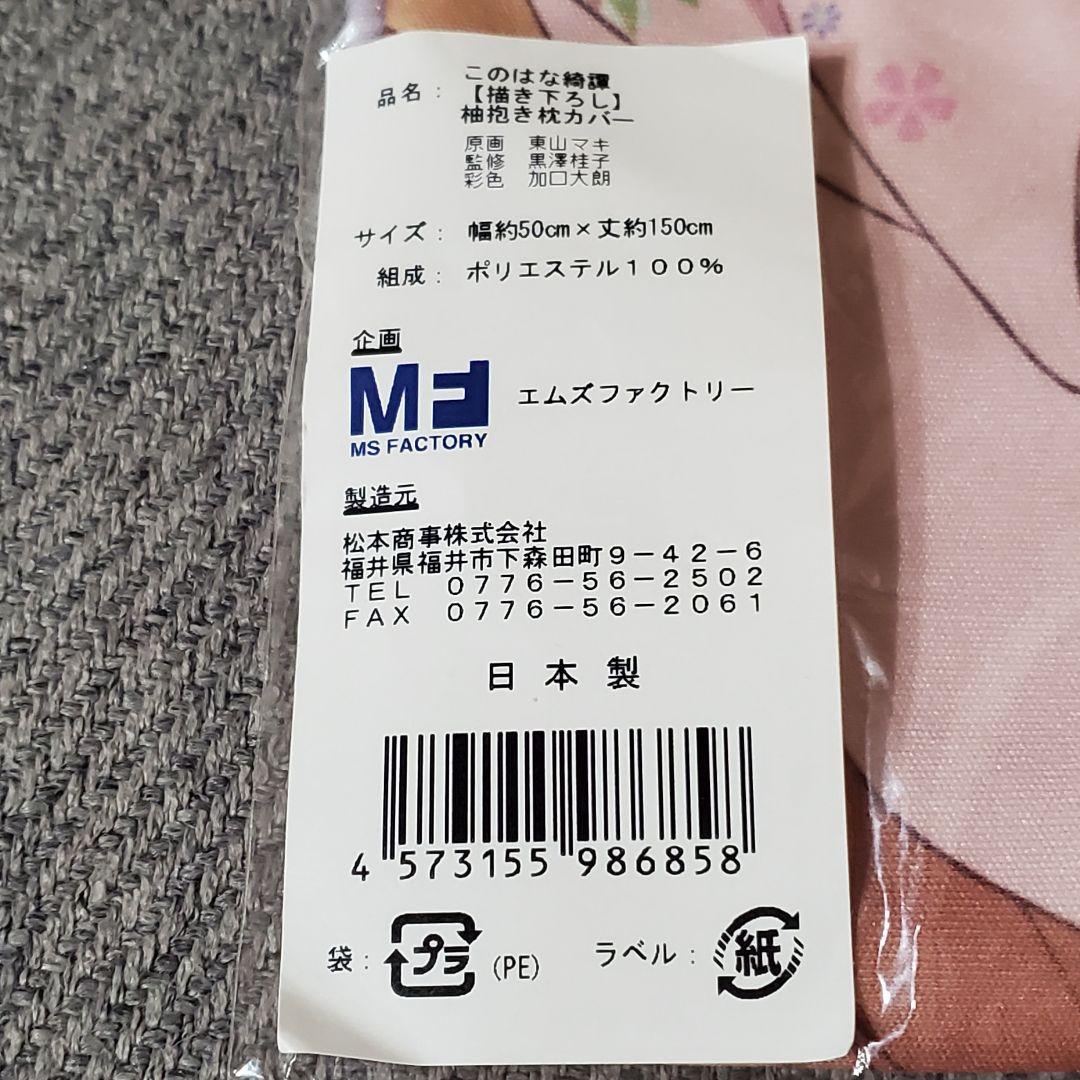 品名： このはな綺譚
【描き下ろし】
柚抱き枕カバー
原画 東山マキ
監修 黒澤桂子
彩色 加口大朗
サイズ： 幅約50cm×丈約150cm
組成： ポリエステル１００％
企画
MF エムズファクトリー
MS FACTORY
製造元
松本商事株式会社
福井県福井市下森田町９－４２－６
ＴＥＬ ０７７６－５６－２５０２
ＦＡＸ ０７７６－５６－２０６１
日本製
4 573155 986858
袋： プラ (PE) ラベル： 紙